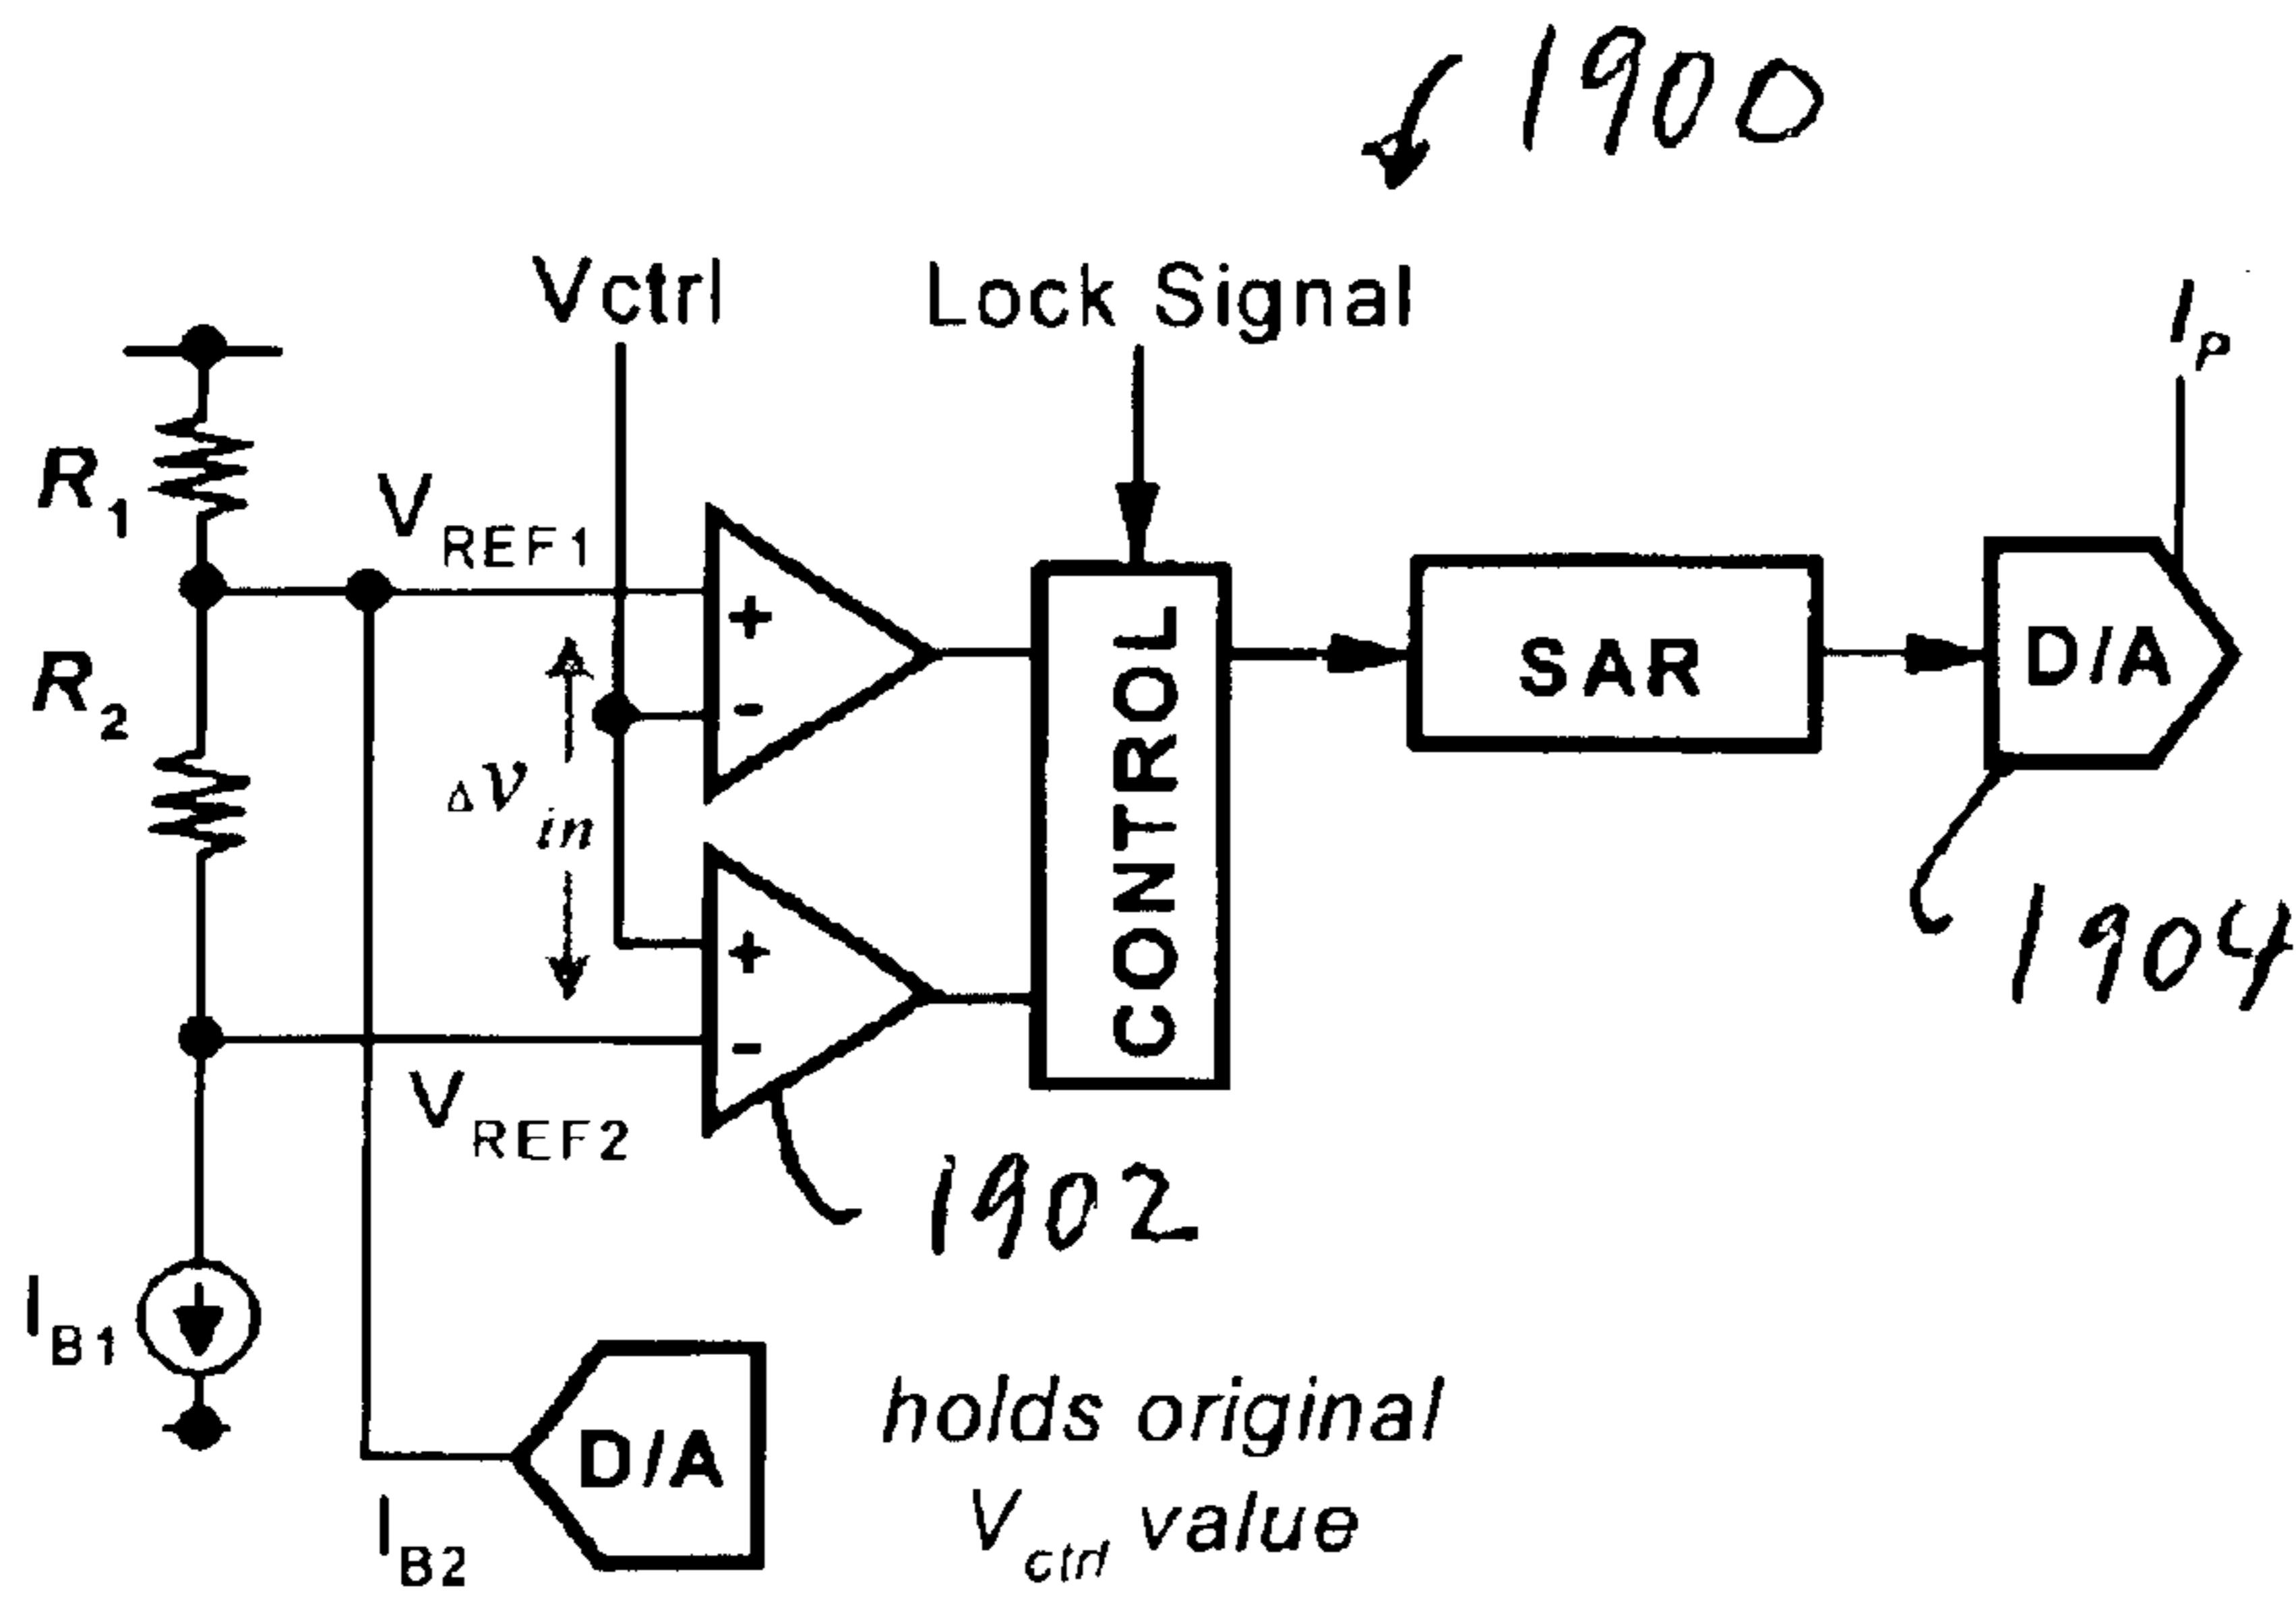 1900
Vctrl
Lock Signal
Ip
R1
VREF1
+
-
CONTROL
SAR
D/A
R2
Δvin
1904
+
-
VREF2
1902
IB1
D/A
IB2
holds original
Vctrl value